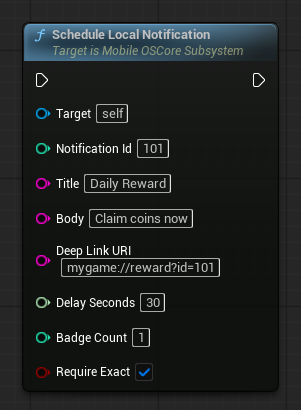 Schedule Local Notification
Target is Mobile OSCore Subsystem
Target self
Notification Id 101
Title Daily Reward
Body Claim coins now
Deep Link URI
mygame://reward?id=101
Delay Seconds 30
Badge Count 1
Require Exact